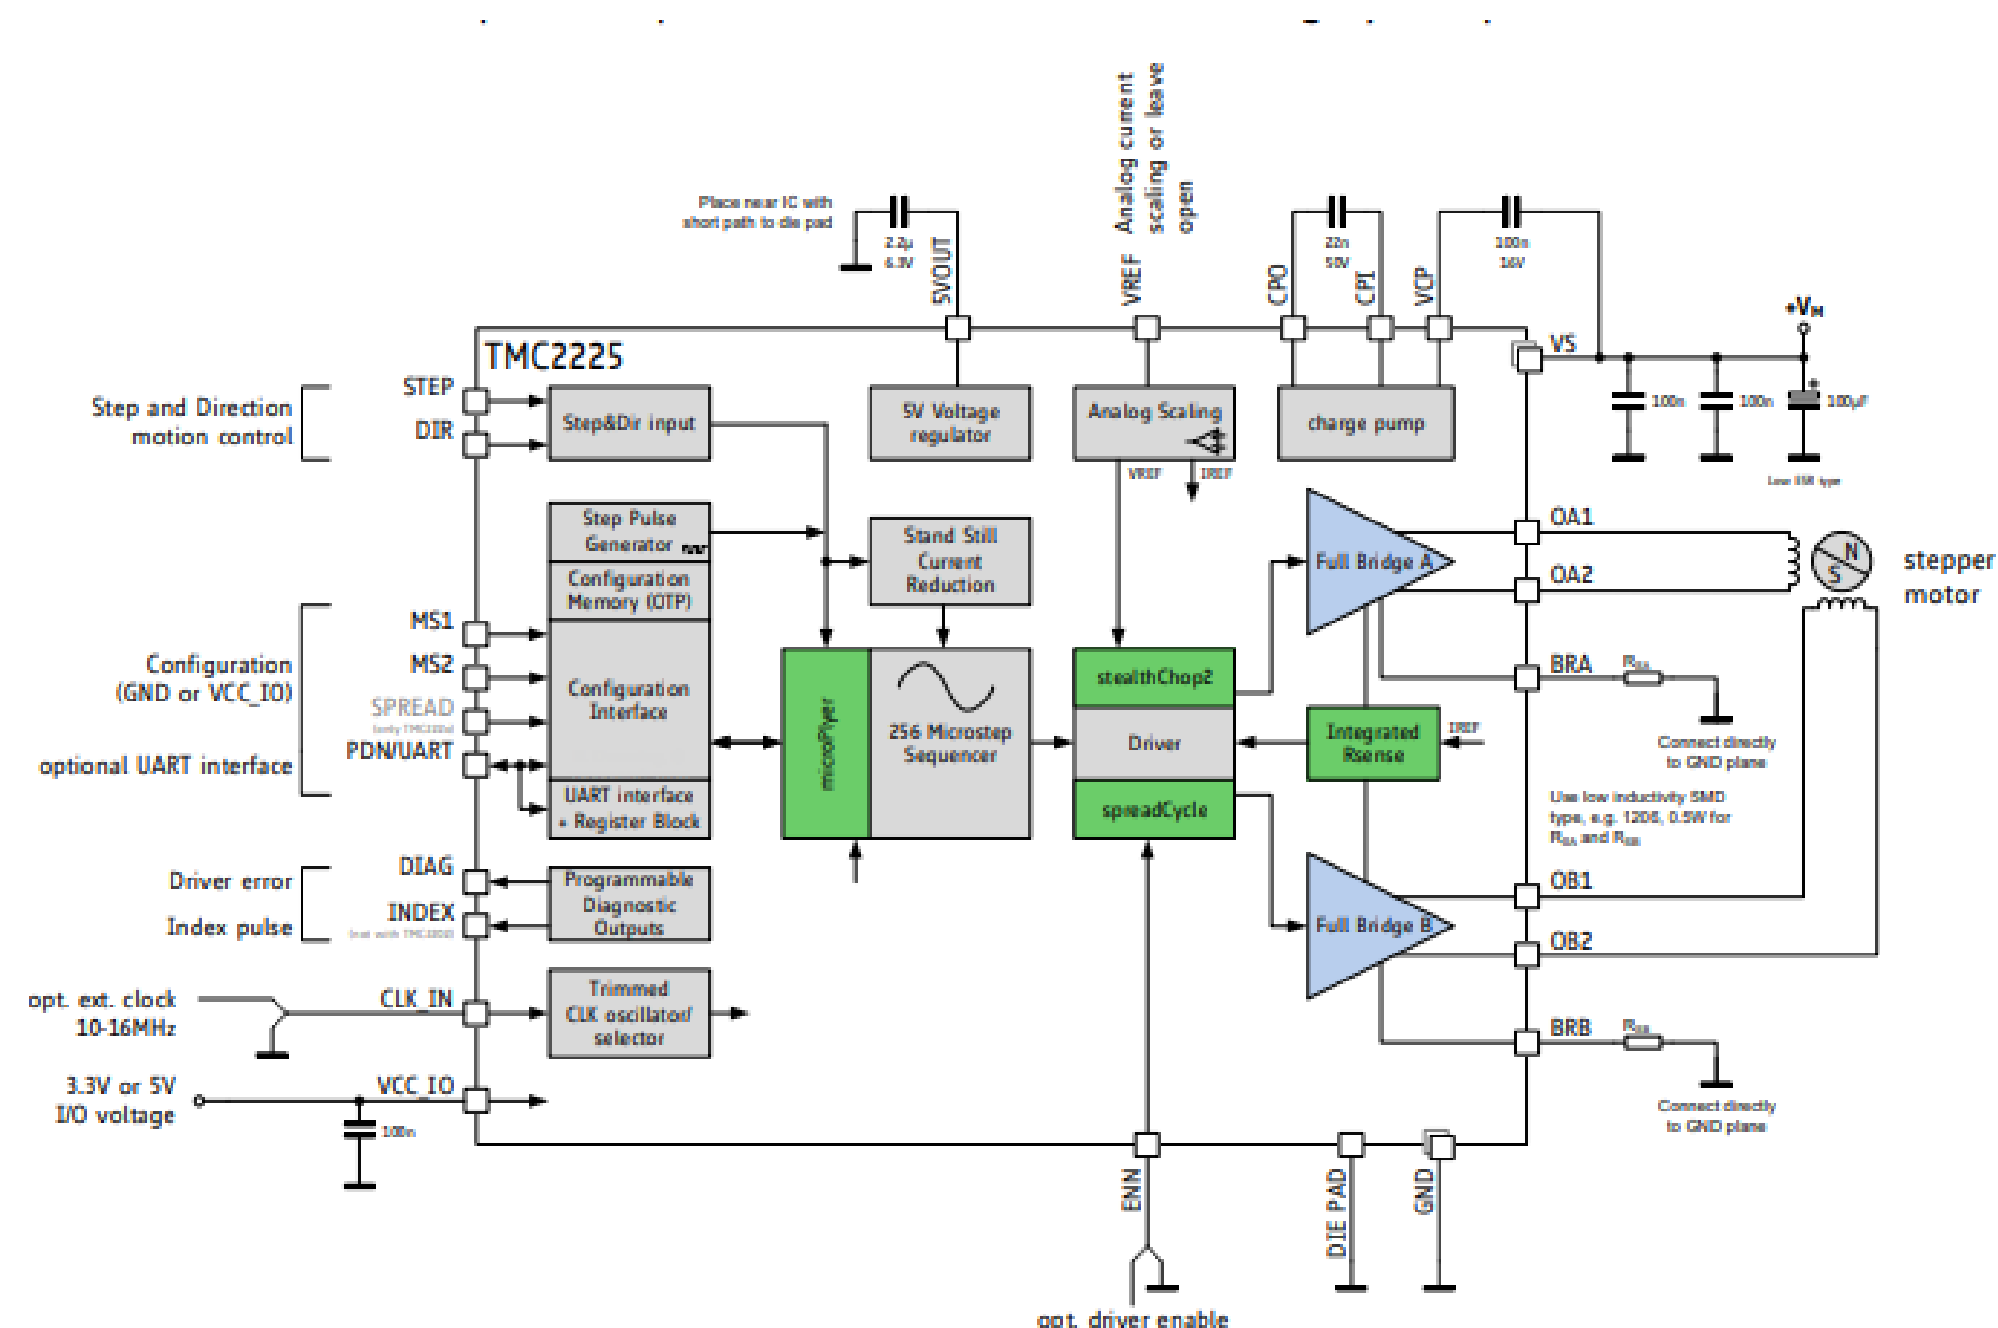 Analog current
scaling or leave
open
Place near IC with
short path to die pad
2.2µ
6.3V
5VOUT
VREF
CPO
22n
50V
CPI
VCP
100n
16V
+VM
VS
TMC2225
Step and Direction
motion control
STEP
DIR
Step&Dir input
5V Voltage
regulator
Analog Scaling
VREF
IREF
charge pump
100n
100n
100µF
Low ESR type
Step Pulse
Generator
Configuration
Memory (OTP)
Stand Still
Current
Reduction
Full Bridge A
OA1
OA2
N
S
stepper
motor
Configuration
(GND or VCC_IO)
optional UART interface
MS1
MS2
SPREAD
PDN/UART
Configuration
Interface
UART interface
+ Register Block
microPlyer
256 Microstep
Sequencer
stealthChop2
Driver
spreadCycle
Integrated
Rsense
IREF
BRA
Connect directly
to GND plane
Use low inductivity SMD
type, e.g. 1206, 0.5W for
RSA and RSB
Driver error
Index pulse
DIAG
INDEX
Programmable
Diagnostic
Outputs
Full Bridge B
OB1
OB2
opt. ext. clock
10-16MHz
CLK_IN
Trimmed
CLK oscillator/
selector
BRB
Connect directly
to GND plane
3.3V or 5V
I/O voltage
VCC_IO
100n
ENN
DIE PAD
GND
opt. driver enable